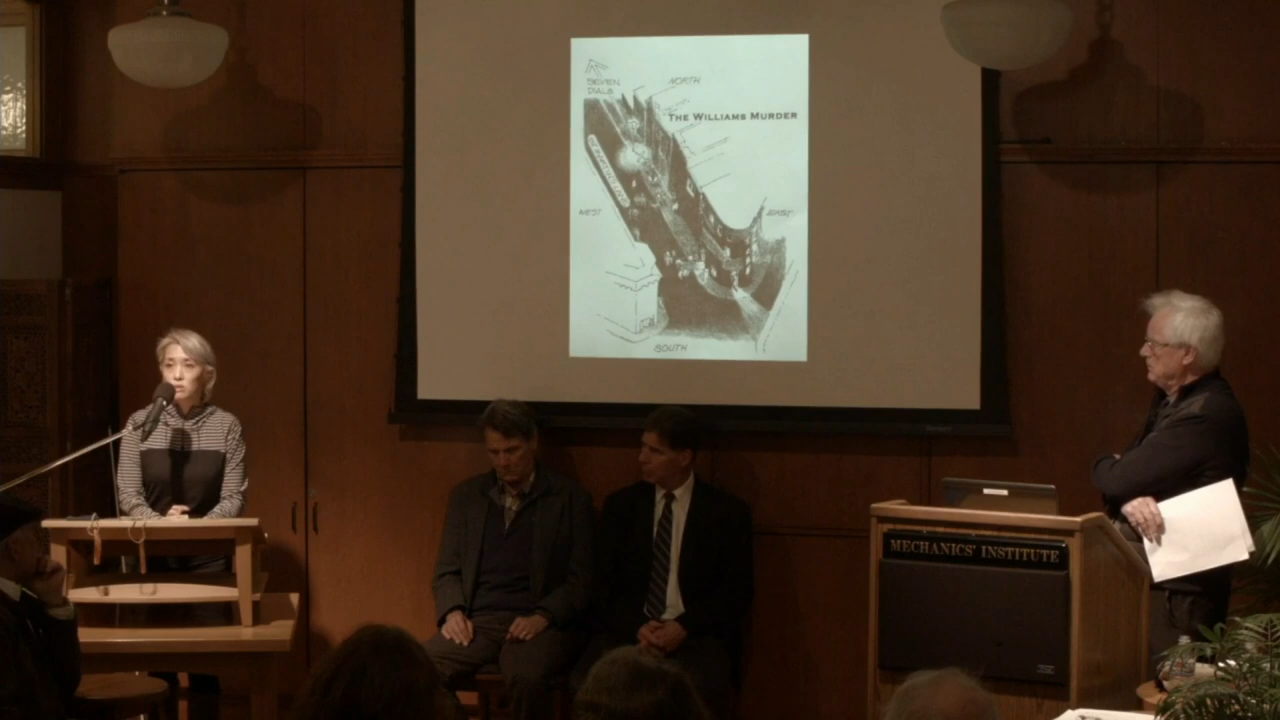 SEVEN
DIALS
NORTH
THE WILLIAMS MURDER
WEST
EAST
SOUTH
MECHANICS' INSTITUTE